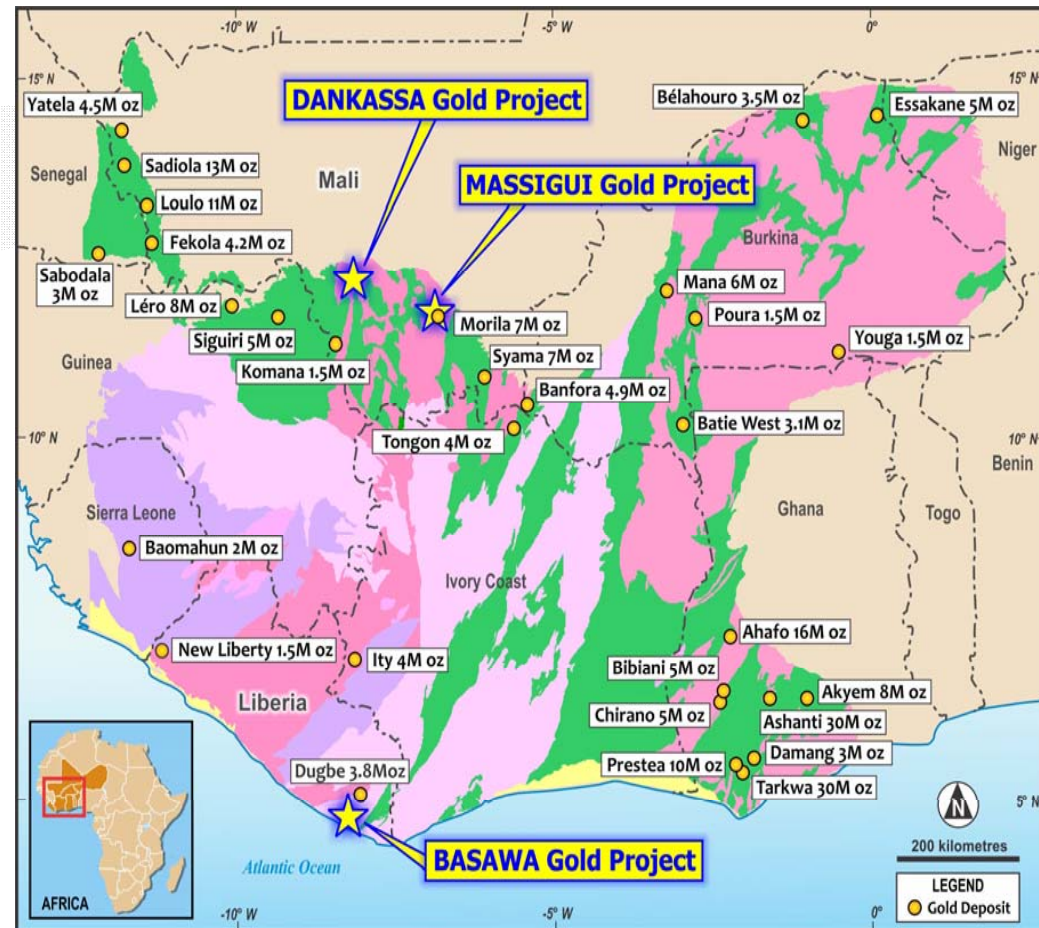 -10° W
-5° W
0°
15° N
15° N
DANKASSA Gold Project
Bélahouro 3.5M oz
Essakane 5M oz
Yatela 4.5M oz
Niger
Senegal
Sadiola 13M oz
Mali
MASSIGUI Gold Project
Loulo 11M oz
Fekola 4.2M oz
Burkina
Sabodala
3M oz
Mana 6M oz
Léro 8M oz
Morila 7M oz
Poura 1.5M oz
Siguiri 5M oz
Youga 1.5M oz
Guinea
Syama 7M oz
Komana 1.5M oz
Banfora 4.9M oz
Batie West 3.1M oz
Tongon 4M oz
10° N
10° N
Benin
Sierra Leone
Ghana
Togo
Baomahun 2M oz
Ivory Coast
Ahafo 16M oz
New Liberty 1.5M oz
Ity 4M oz
Bibiani 5M oz
Akyem 8M oz
Liberia
Chirano 5M oz
Ashanti 30M oz
Damang 3M oz
Prestea 10M oz
Dugbe 3.8Moz
Tarkwa 30M oz
5° N
N
BASAWA Gold Project
200 kilometres
Atlantic Ocean
LEGEND
Gold Deposit
AFRICA
-10° W
-5° W
0°